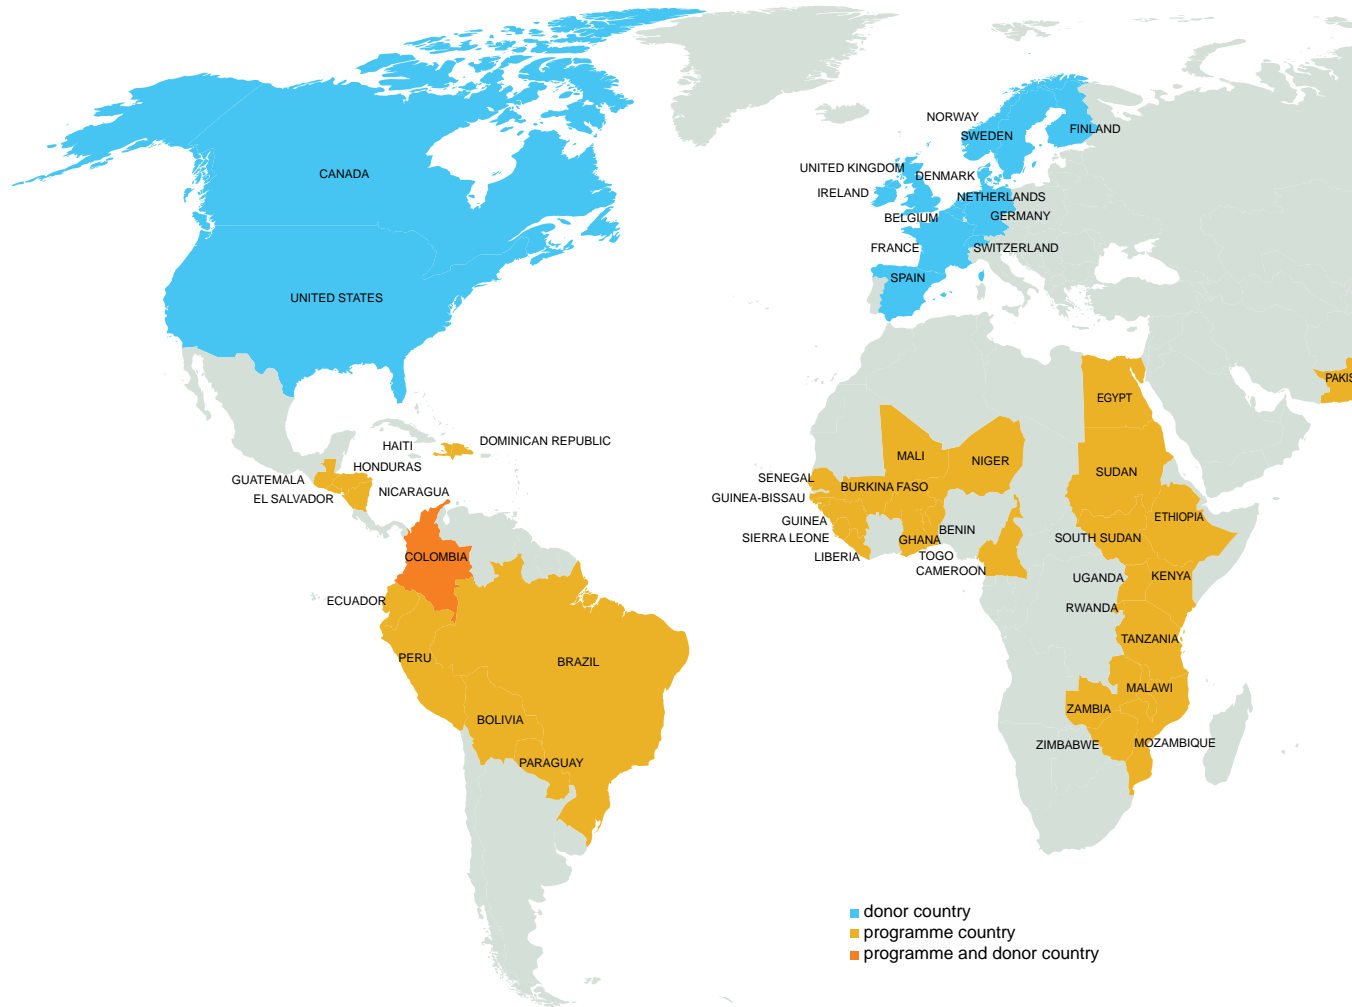 NORWAY
SWEDEN
FINLAND
UNITED KINGDOM
DENMARK
IRELAND
NETHERLANDS
BELGIUM
GERMANY
FRANCE
SWITZERLAND
SPAIN
CANADA
UNITED STATES
HAITI
DOMINICAN REPUBLIC
GUATEMALA
HONDURAS
EL SALVADOR
NICARAGUA
COLOMBIA
ECUADOR
PERU
BRAZIL
BOLIVIA
PARAGUAY
PAKIS
EGYPT
MALI
NIGER
SUDAN
SENEGAL
BURKINA FASO
GUINEA-BISSAU
GUINEA
SIERRA LEONE
LIBERIA
GHANA
BENIN
TOGO
CAMEROON
ETHIOPIA
SOUTH SUDAN
UGANDA
KENYA
RWANDA
TANZANIA
MALAWI
ZAMBIA
ZIMBABWE
MOZAMBIQUE
donor country
programme country
programme and donor country